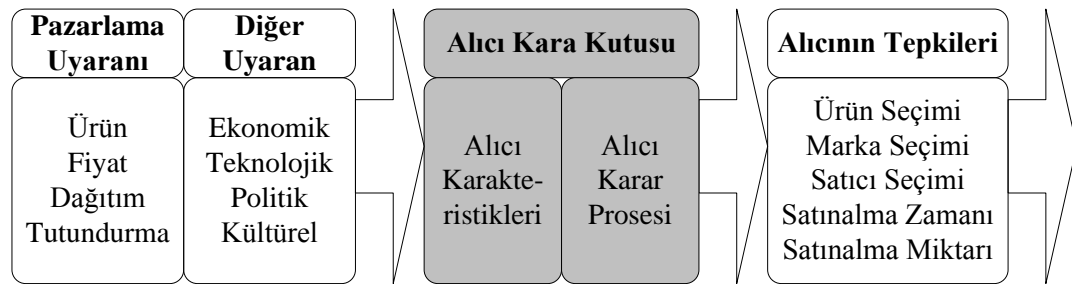 Pazarlama
Uyaranı
Diğer
Uyaran
Alıcı Kara Kutusu
Alıcının Tepkileri
Ürün
Fiyat
Dağıtım
Tutundurma
Ekonomik
Teknolojik
Politik
Kültürel
Alıcı
Karakte-
ristikleri
Alıcı
Karar
Prosesi
Ürün Seçimi
Marka Seçimi
Satıcı Seçimi
Satınalma Zamanı
Satınalma Miktarı